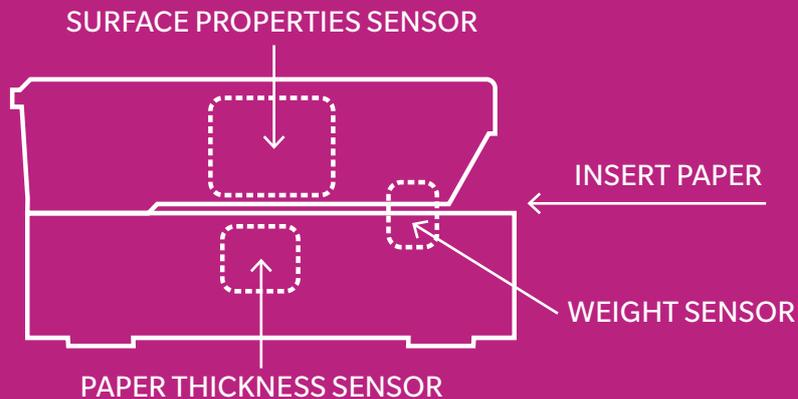 SURFACE PROPERTIES SENSOR
INSERT PAPER
WEIGHT SENSOR
PAPER THICKNESS SENSOR